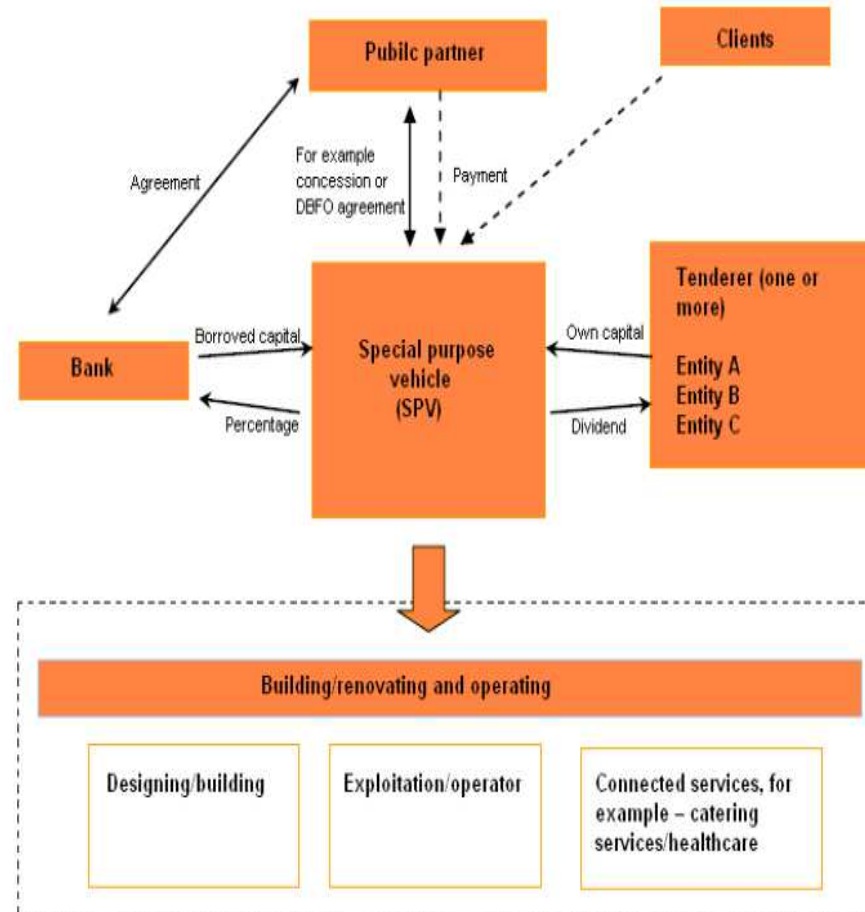 Public partner
Clients
Agreement
For example
concession or
DBFO agreement
Payment
Bank
Borroved capital
Percentage
Special purpose
vehicle
(SPV)
Own capital
Dividend
Tenderer (one or
more)
Entity A
Entity B
Entity C
Building/renovating and operating
Designing/building
Exploitation/operator
Connected services, for
example – catering
services/healthcare